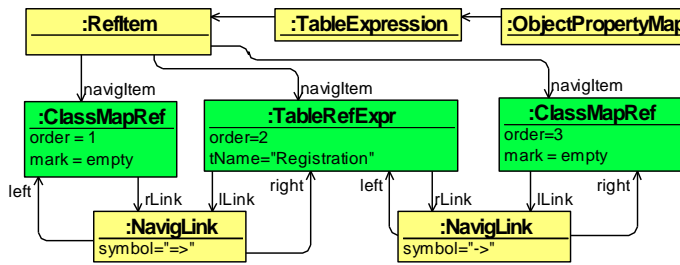 :RefItem
:TableExpression
:ObjectPropertyMap
navigItem
navigItem
navigItem
:ClassMapRef
order = 1
mark = empty
:TableRefExpr
order=2
tName="Registration"
:ClassMapRef
order=3
mark = empty
left
rLink
lLink
right
left
rLink
lLink
right
:NavigLink
symbol="=>"
:NavigLink
symbol="->"